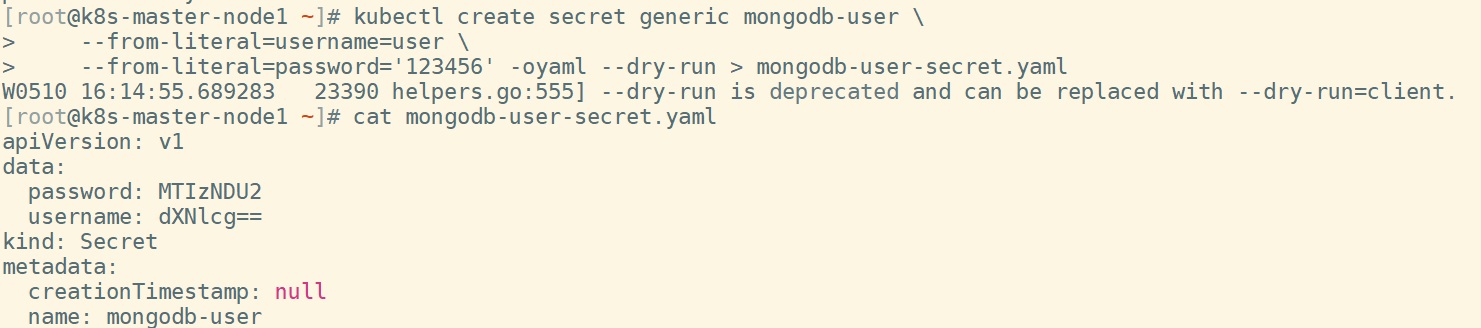 [root@k8s-master-node1 ~]# kubectl create secret generic mongodb-user \
>     --from-literal=username=user \
>     --from-literal=password='123456' -oyaml --dry-run > mongodb-user-secret.yaml
W0510 16:14:55.689283   23390 helpers.go:555] --dry-run is deprecated and can be replaced with --dry-run=client.
[root@k8s-master-node1 ~]# cat mongodb-user-secret.yaml
apiVersion: v1
data:
  password: MTIzNDU2
  username: dXNlcg==
kind: Secret
metadata:
  creationTimestamp: null
  name: mongodb-user